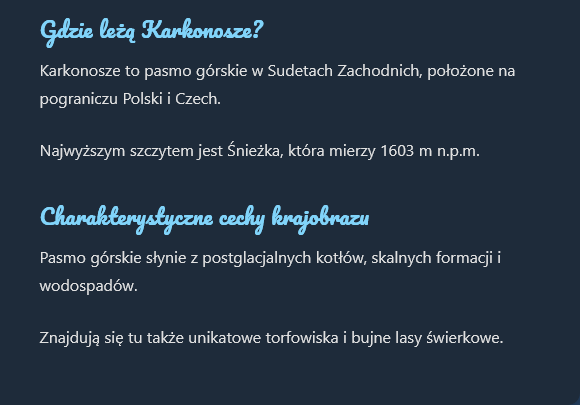 Gdzie leżą Karkonosze?
Karkonosze to pasmo górskie w Sudetach Zachodnich, położone na
pograniczu Polski i Czech.
Najwyższym szczytem jest Śnieżka, która mierzy 1603 m n.p.m.
Charakterystyczne cechy krajobrazu
Pasmo górskie słynie z postglacjalnych kotłów, skalnych formacji i
wodospadów.
Znajdują się tu także unikatowe torfowiska i bujne lasy świerkowe.